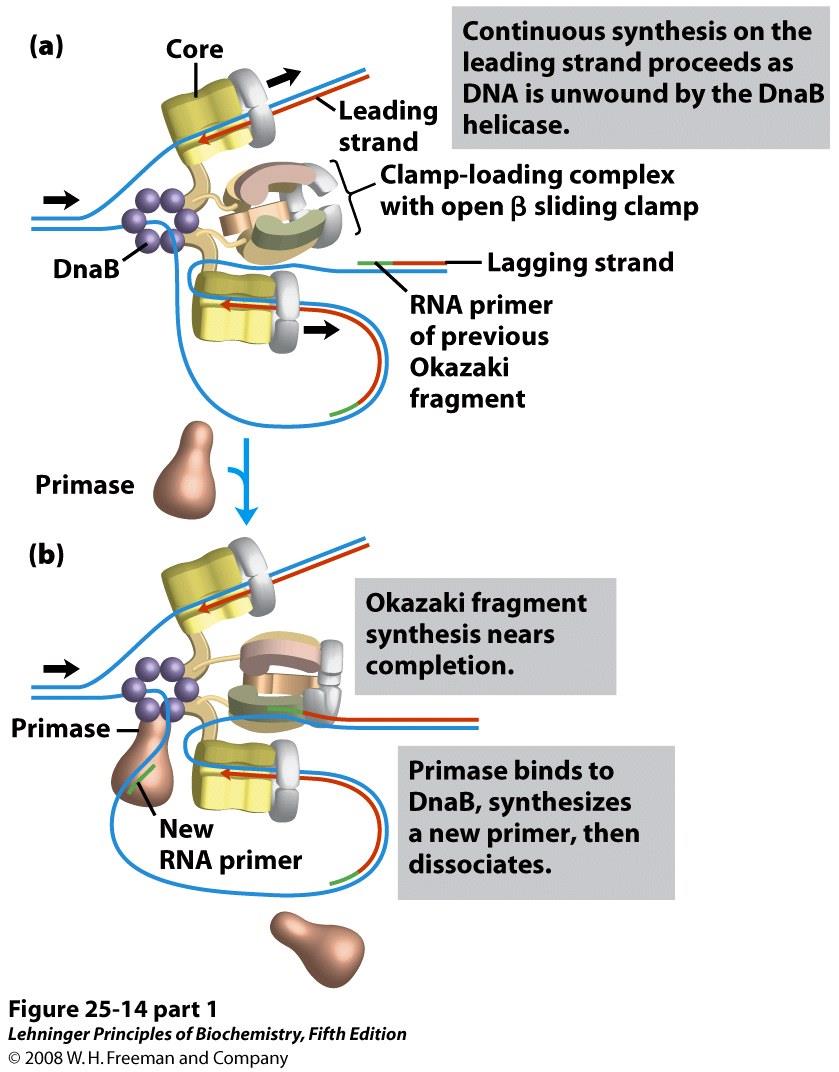 (a)
Core
Continuous synthesis on the
leading strand proceeds as
DNA is unwound by the DnaB
helicase.
Leading
strand
Clamp-loading complex
with open β sliding clamp
DnaB
Lagging strand
RNA primer
of previous
Okazaki
fragment
Primase
(b)
Okazaki fragment
synthesis nears
completion.
Primase
New
RNA primer
Primase binds to
DnaB, synthesizes
a new primer, then
dissociates.
Figure 25-14 part 1
Lehninger Principles of Biochemistry, Fifth Edition
© 2008 W. H. Freeman and Company